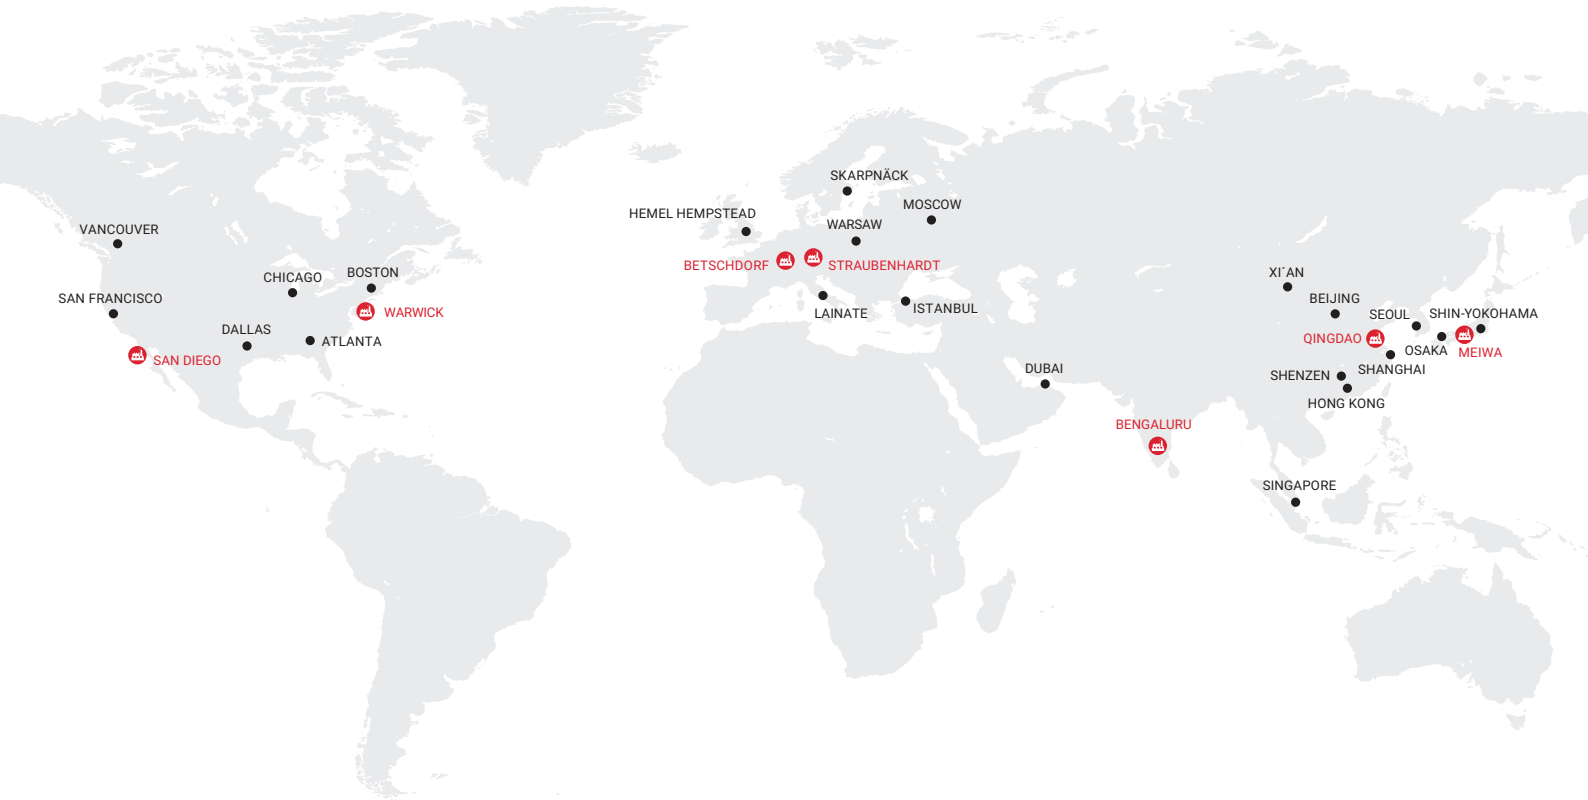 SKARPNÄCK
MOSCOW
HEMEL HEMPSTEAD
WARSAW
VANCOUVER
BETSCHDORF
STRAUBENHARDT
CHICAGO
BOSTON
XI´AN
SAN FRANCISCO
BEIJING
ISTANBUL
WARWICK
LAINATE
SEOUL
SHIN-YOKOHAMA
DALLAS
ATLANTA
QINGDAO
OSAKA
MEIWA
SAN DIEGO
DUBAI
SHANGHAI
SHENZEN
HONG KONG
BENGALURU
SINGAPORE